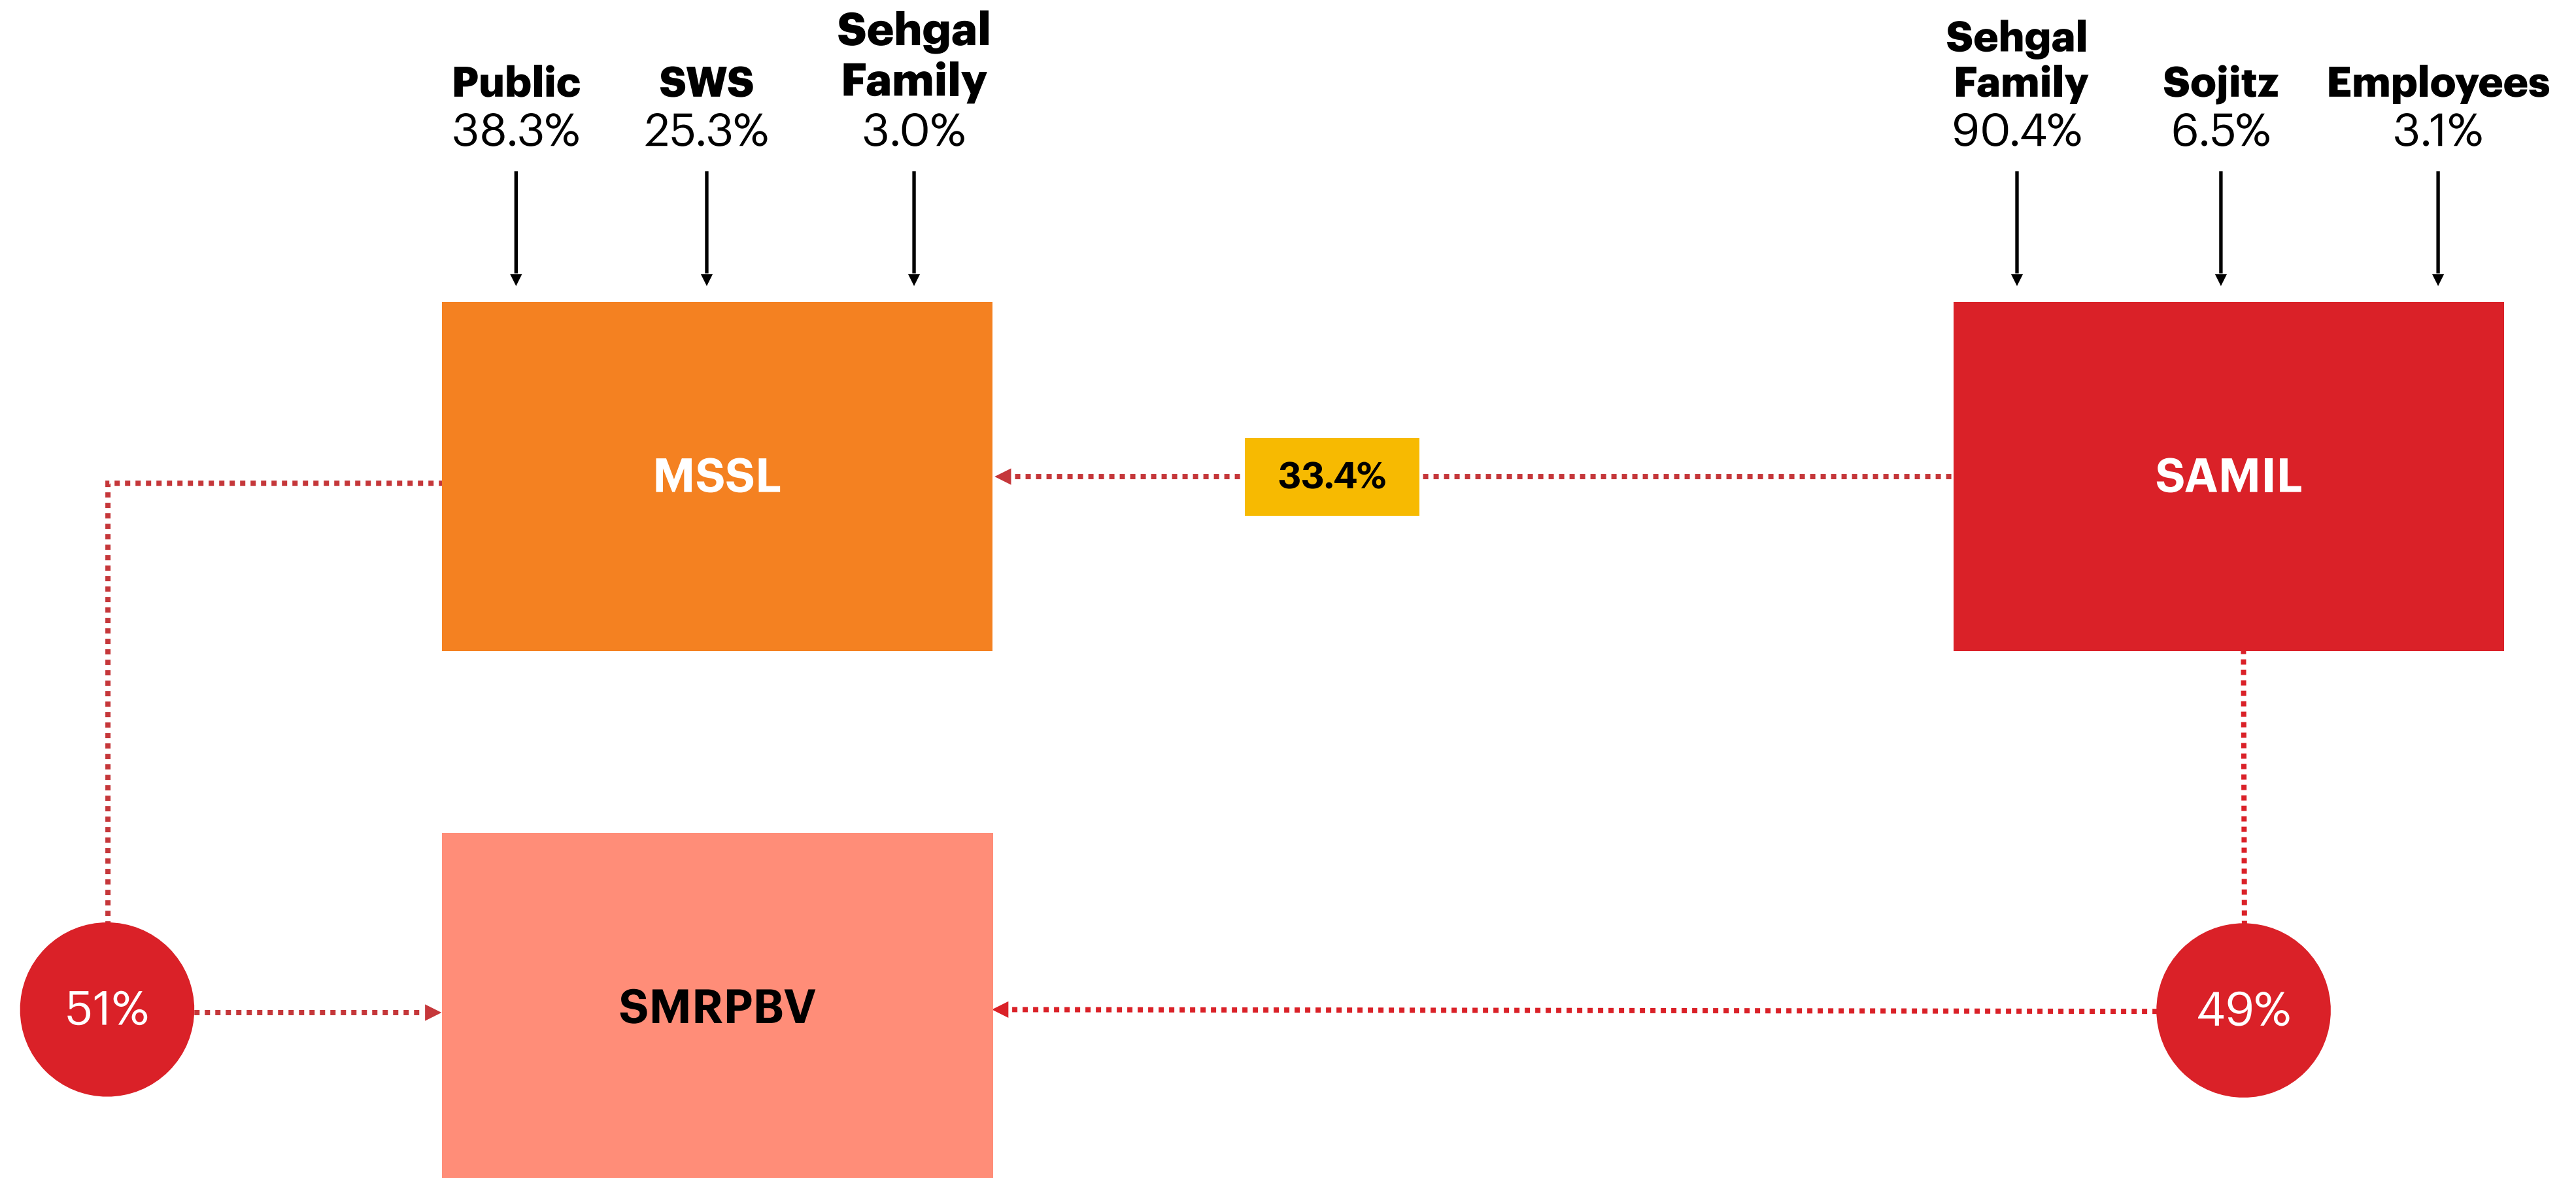 Public
38.3%
SWS
25.3%
Sehgal
Family
3.0%
Sehgal
Family
90.4%
Sojitz
6.5%
Employees
3.1%
MSSL
33.4%
SAMIL
51%
SMRPBV
49%